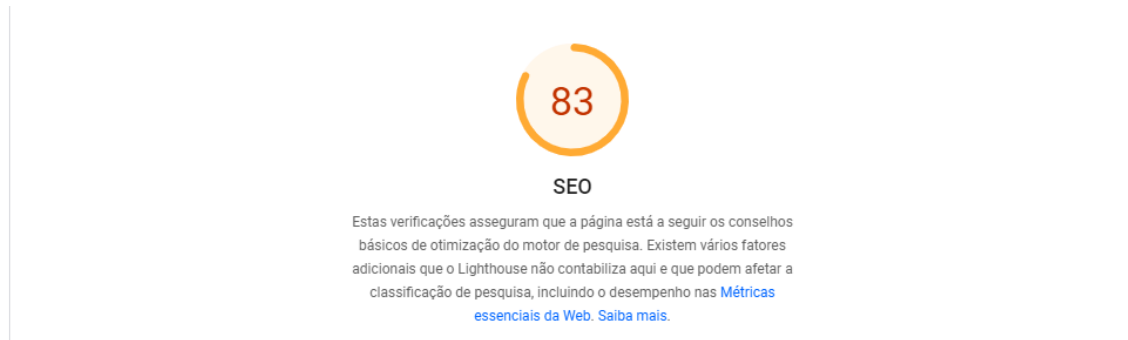 83
SEO
Estas verificações asseguram que a página está a seguir os conselhos
básicos de otimização do motor de pesquisa. Existem vários fatores
adicionais que o Lighthouse não contabiliza aqui e que podem afetar a
classificação de pesquisa, incluindo o desempenho nas Métricas
essenciais da Web. Saiba mais.